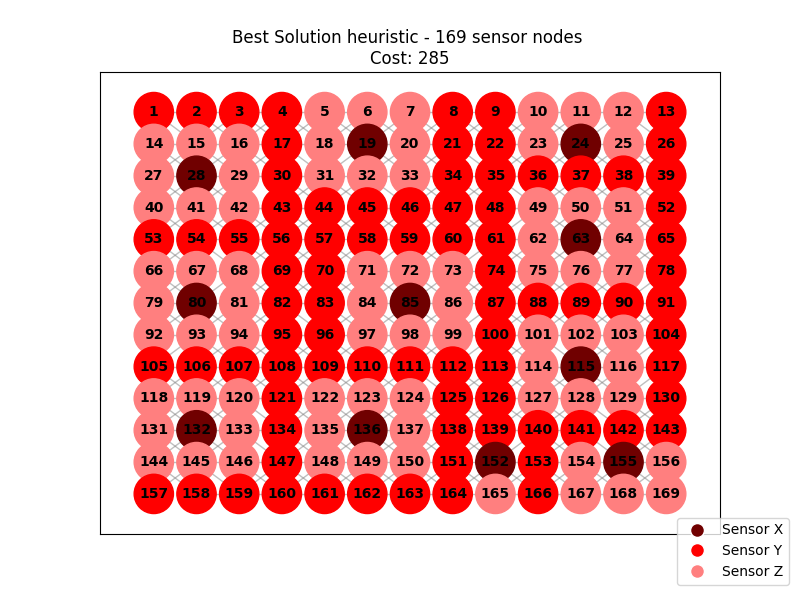 Best Solution heuristic - 169 sensor nodes
Cost: 285
1 2 3 4 5 6 7 8 9 10 11 12 13
14 15 16 17 18 19 20 21 22 23 24 25 26
27 28 29 30 31 32 33 34 35 36 37 38 39
40 41 42 43 44 45 46 47 48 49 50 51 52
53 54 55 56 57 58 59 60 61 62 63 64 65
66 67 68 69 70 71 72 73 74 75 76 77 78
79 80 81 82 83 84 85 86 87 88 89 90 91
92 93 94 95 96 97 98 99 100 101 102 103 104
105 106 107 108 109 110 111 112 113 114 115 116 117
118 119 120 121 122 123 124 125 126 127 128 129 130
131 132 133 134 135 136 137 138 139 140 141 142 143
144 145 146 147 148 149 150 151 152 153 154 155 156
157 158 159 160 161 162 163 164 165 166 167 168 169
Sensor X
Sensor Y
Sensor Z